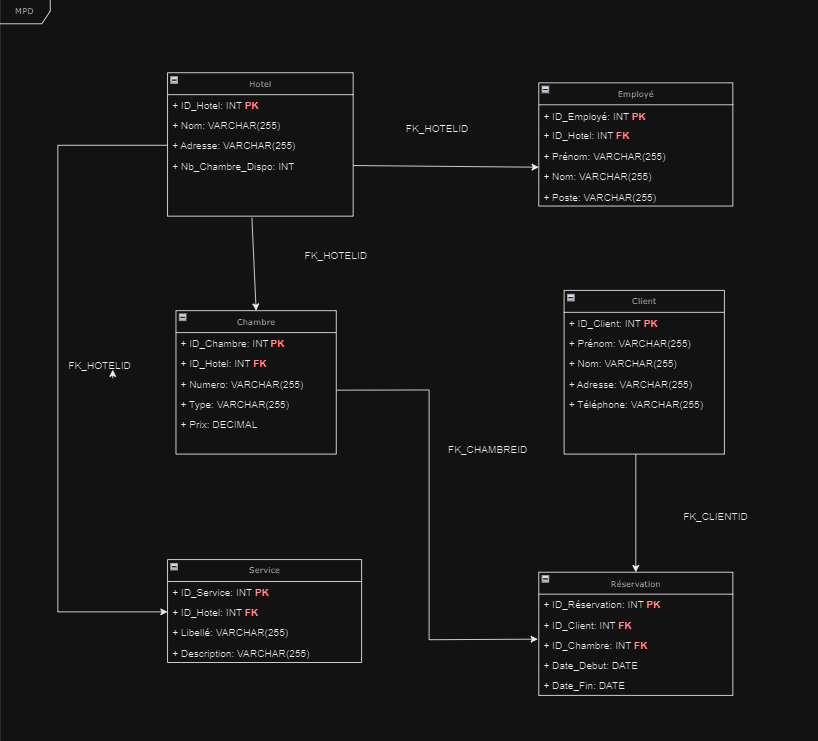 MPD
Hotel
+ ID_Hotel: INT PK
+ Nom: VARCHAR(255)
+ Adresse: VARCHAR(255)
+ Nb_Chambre_Dispo: INT
FK_HOTELID
Employé
+ ID_Employé: INT PK
+ ID_Hotel: INT FK
+ Prénom: VARCHAR(255)
+ Nom: VARCHAR(255)
+ Poste: VARCHAR(255)
FK_HOTELID
Chambre
+ ID_Chambre: INT PK
+ ID_Hotel: INT FK
+ Numero: VARCHAR(255)
+ Type: VARCHAR(255)
+ Prix: DECIMAL
Client
+ ID_Client: INT PK
+ Prénom: VARCHAR(255)
+ Nom: VARCHAR(255)
+ Adresse: VARCHAR(255)
+ Téléphone: VARCHAR(255)
FK_HOTELID
FK_CHAMBREID
FK_CLIENTID
Service
+ ID_Service: INT PK
+ ID_Hotel: INT FK
+ Libellé: VARCHAR(255)
+ Description: VARCHAR(255)
Réservation
+ ID_Réservation: INT PK
+ ID_Client: INT FK
+ ID_Chambre: INT FK
+ Date_Debut: DATE
+ Date_Fin: DATE